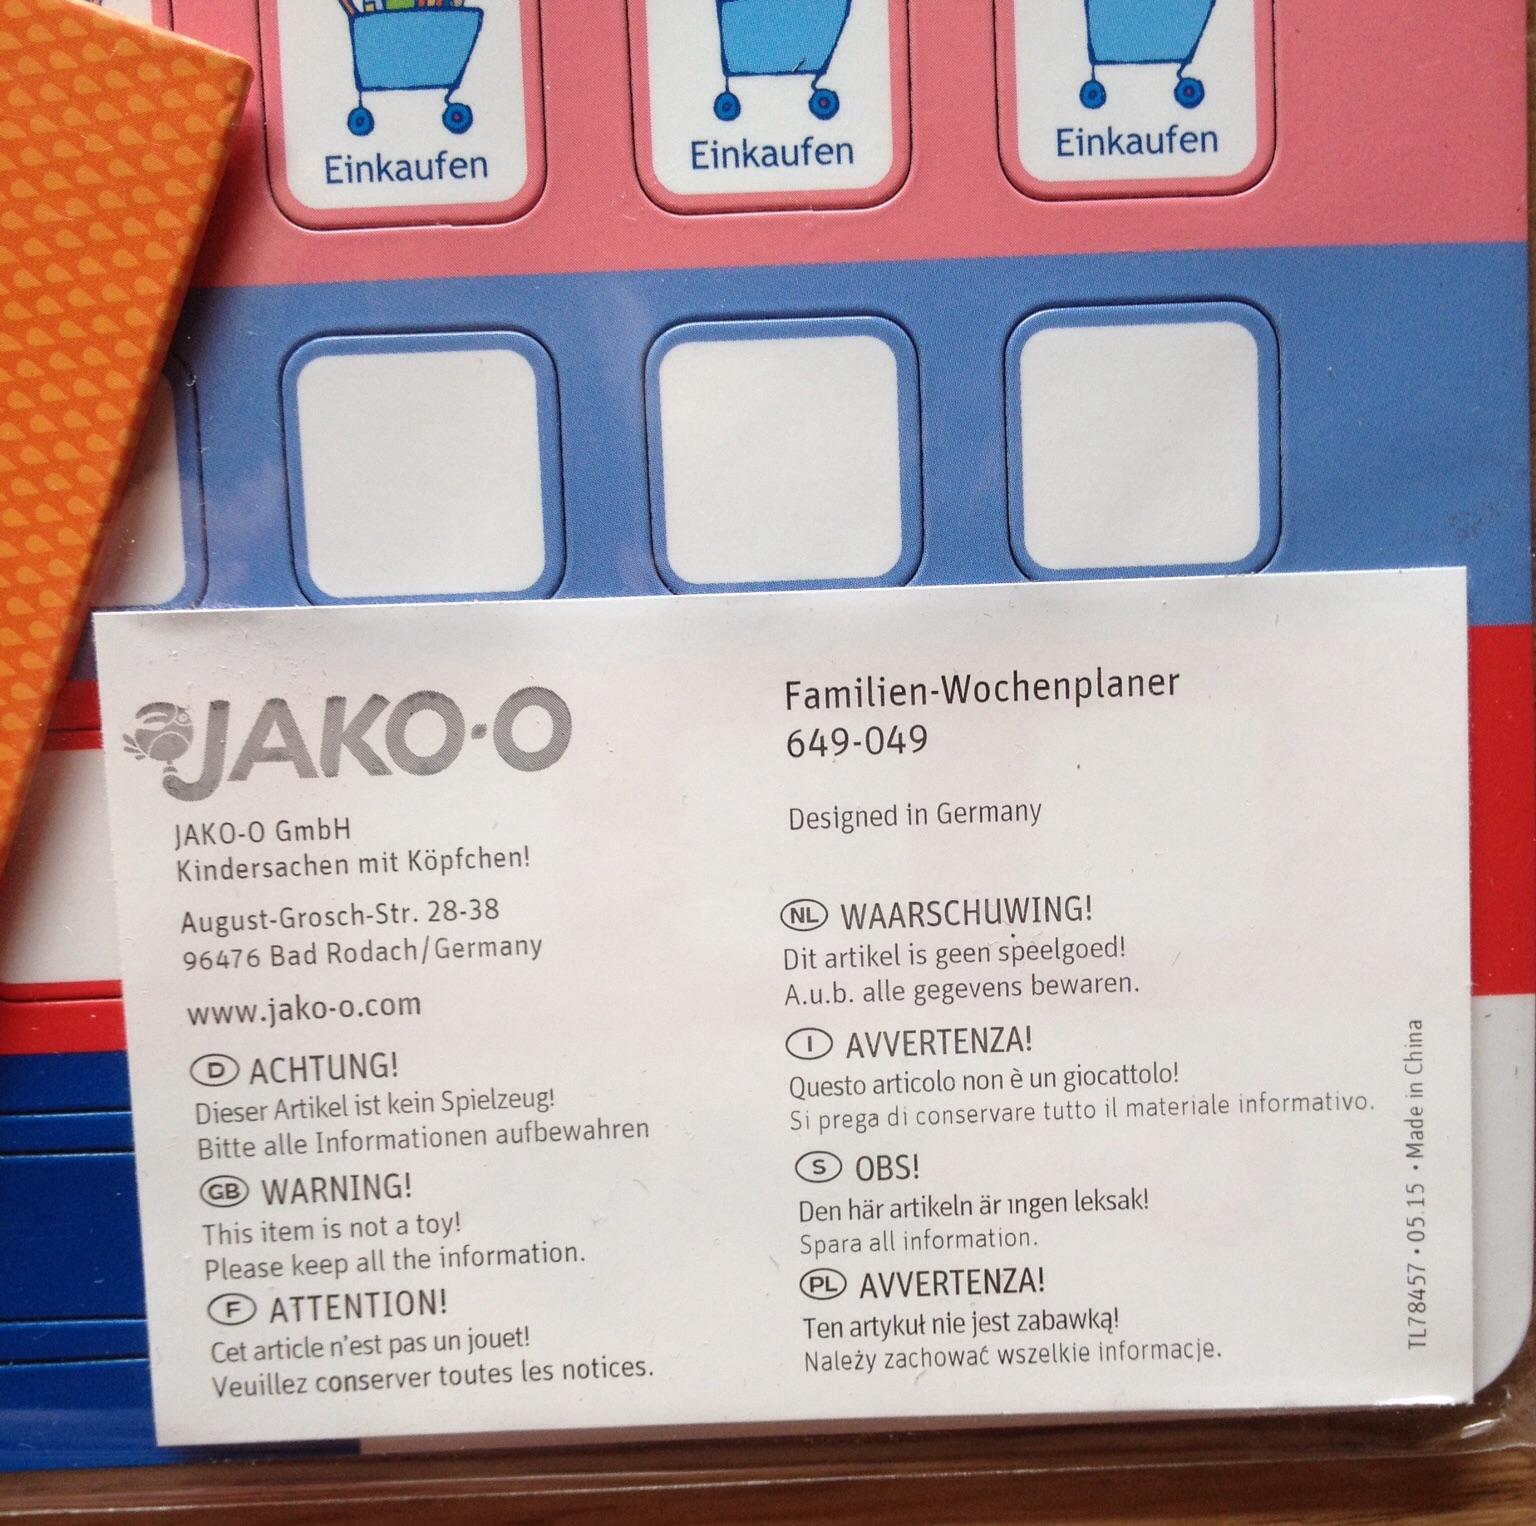 Einkaufen
Einkaufen
Einkaufen
JAKO-O
JAKO-O GmbH
Kindersachen mit Köpfchen!
August-Grosch-Str. 28-38
96476 Bad Rodach/Germany
www.jako-o.com
D ACHTUNG!
Dieser Artikel ist kein Spielzeug!
Bitte alle Informationen aufbewahren
GB WARNING!
This item is not a toy!
Please keep all the information.
F ATTENTION!
Cet article n'est pas un jouet!
Veuillez conserver toutes les notices.
Familien-Wochenplaner
649-049
Designed in Germany
NL WAARSCHUWING!
Dit artikel is geen speelgoed!
A.u.b. alle gegevens bewaren.
I AVVERTENZA!
Questo articolo non è un giocattolo!
Si prega di conservare tutto il materiale informativo.
S OBS!
Den här artikeln är ingen leksak!
Spara all information.
PL AVVERTENZA!
Ten artykuł nie jest zabawką!
Należy zachować wszelkie informacje.
TL78457 • 05.15 • Made in China